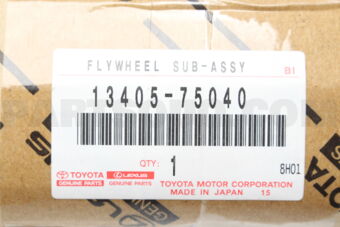 FLYWHEEL SUB-ASSY B1
13405-75040
QTY: 1 8H01
TOYOTA LEXUS
GENUINE PARTS GENUINE PARTS
TOYOTA MOTOR CORPORATION
MADE IN JAPAN 15